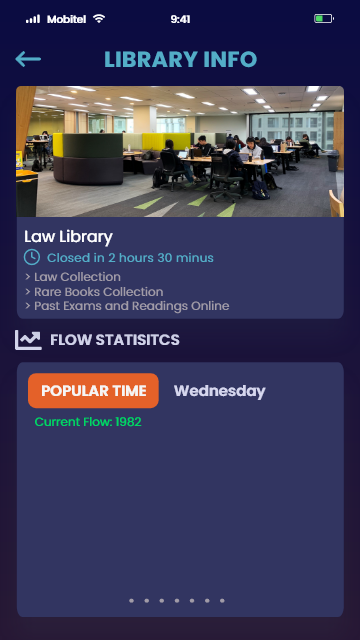 Mobitel
9:41
LIBRARY INFO
Law Library
Closed in 2 hours 30 minus
> Law Collection
> Rare Books Collection
> Past Exams and Readings Online
FLOW STATISITCS
POPULAR TIME
Wednesday
Current Flow: 1982